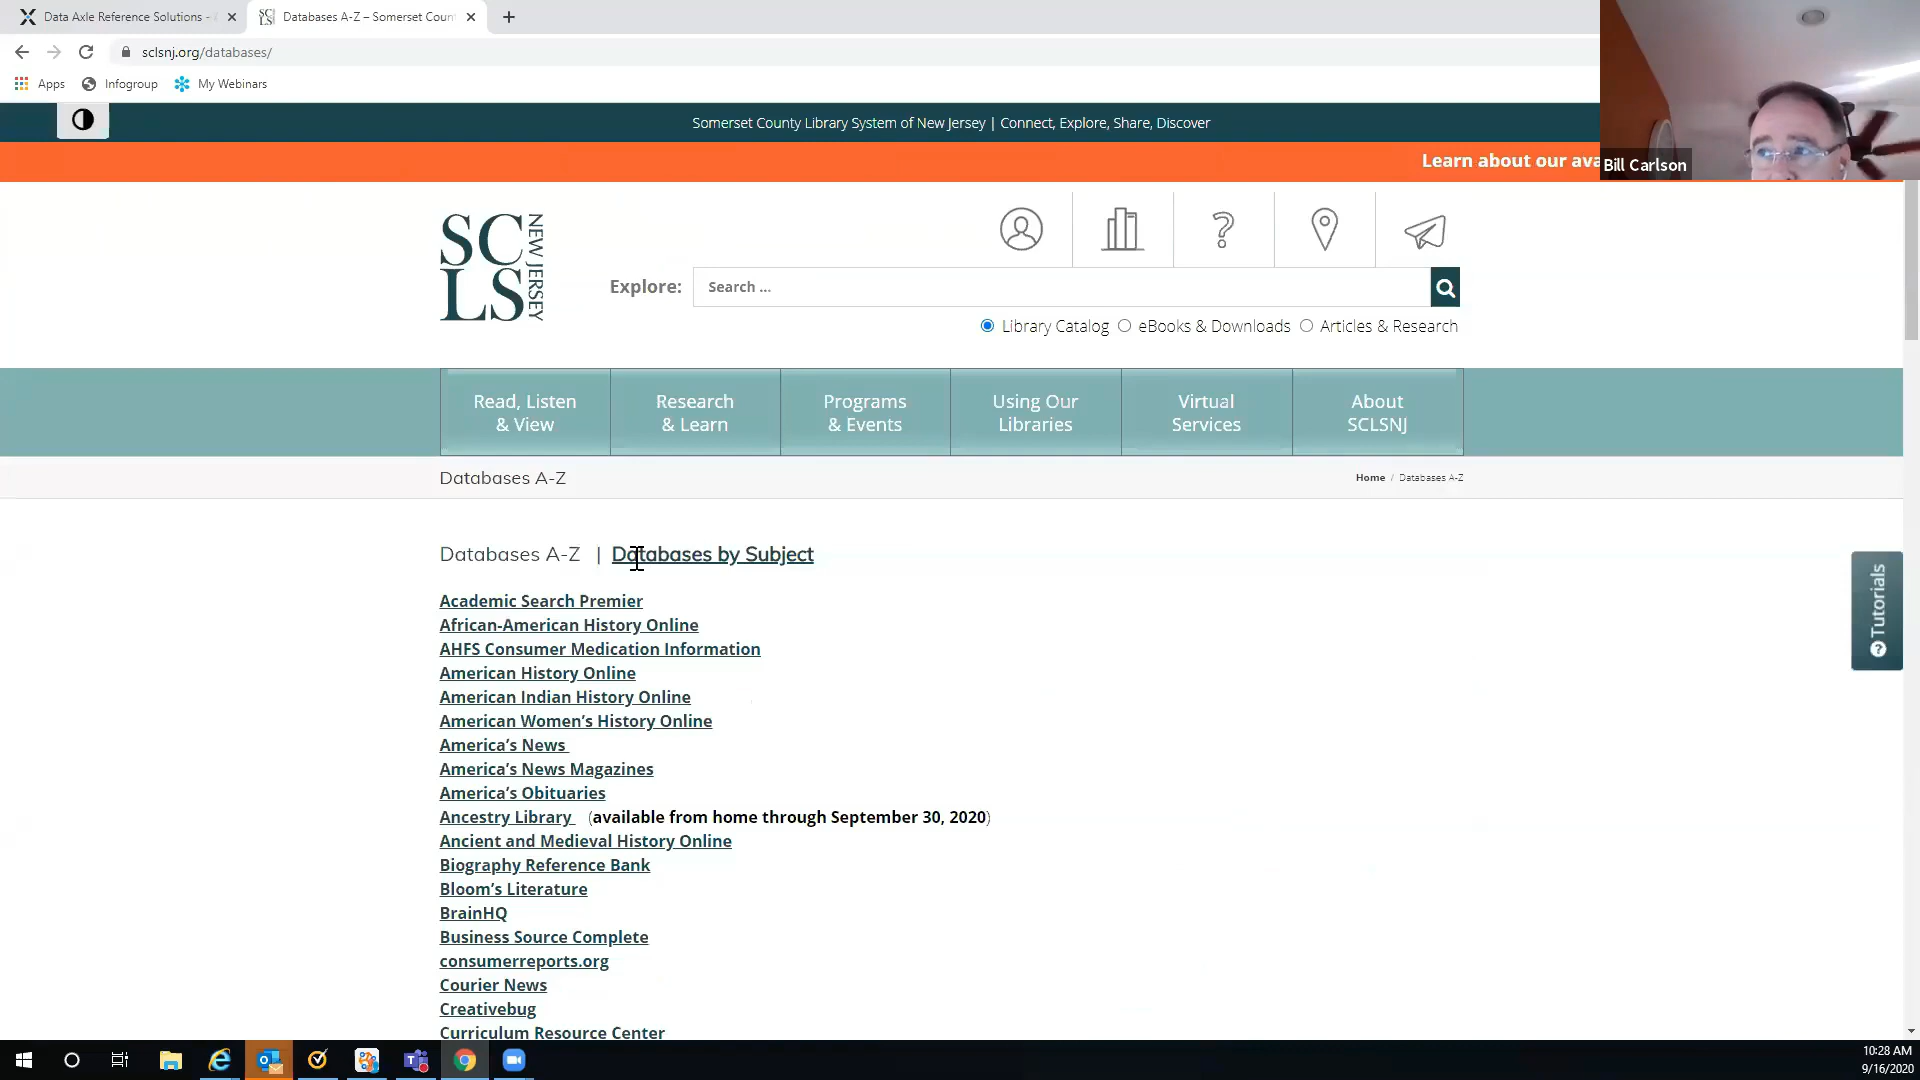 Data Axle Reference Solutions -
Databases A-Z – Somerset Coun
sclsnj.org/databases/
Apps
Infogroup
My Webinars
Somerset County Library System of New Jersey | Connect, Explore, Share, Discover
Learn about our ava
Bill Carlson
SC
LS
NEW JERSEY
Explore:
Search ...
Library Catalog
eBooks & Downloads
Articles & Research
Read, Listen
& View
Research
& Learn
Programs
& Events
Using Our
Libraries
Virtual
Services
About
SCLSNJ
Databases A-Z
Home / Databases A-Z
Databases A-Z | Databases by Subject
Tutorials
Academic Search Premier
African-American History Online
AHFS Consumer Medication Information
American History Online
American Indian History Online
American Women's History Online
America's News
America's News Magazines
America's Obituaries
Ancestry Library (available from home through September 30, 2020)
Ancient and Medieval History Online
Biography Reference Bank
Bloom's Literature
BrainHQ
Business Source Complete
consumerreports.org
Courier News
Creativebug
Curriculum Resource Center
10:28 AM
9/16/2020